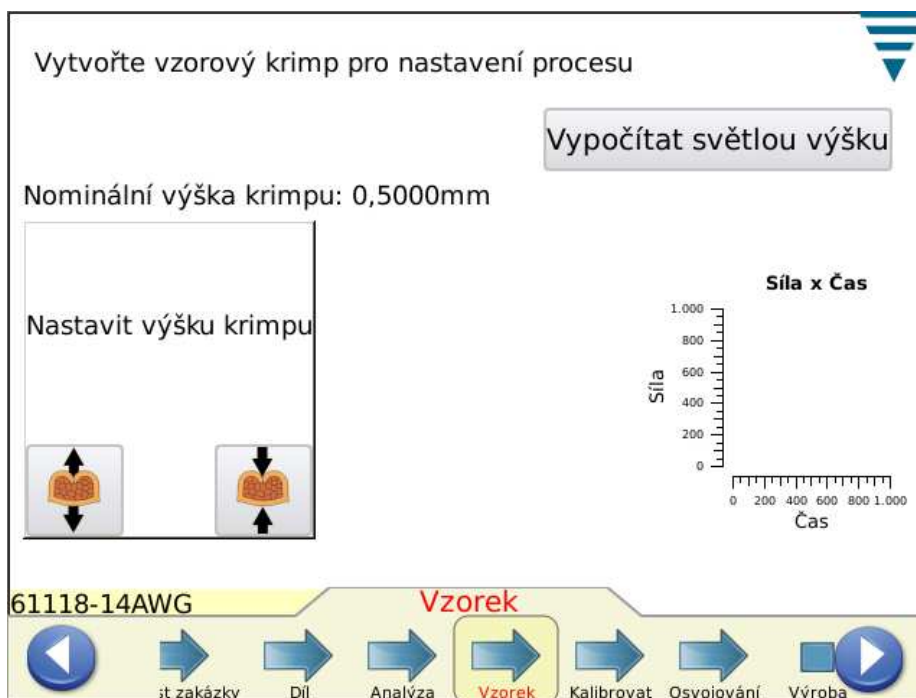 Vytvořte vzorový krimp pro nastavení procesu
Vypočítat světlou výšku
Nominální výška krimpu: 0,5000mm
Nastavit výšku krimpu
Síla x Čas
1.000
800
600
400
200
0
Síla
0 200 400 600 800 1.000
Čas
61118-14AWG
Vzorek
st zakázky Díl Analýza Vzorek Kalibrovat Osvojování Výroba